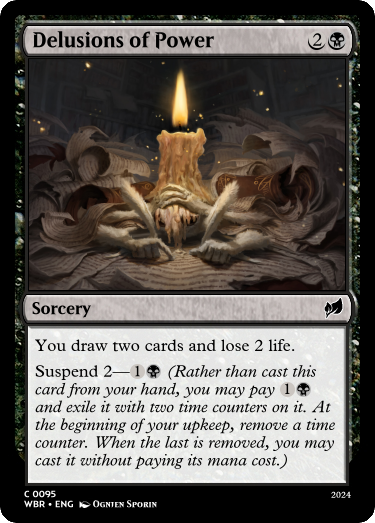 Delusions of Power 2
Sorcery
You draw two cards and lose 2 life.
Suspend 2—1 (Rather than cast this
card from your hand, you may pay 1
and exile it with two time counters on it. At
the beginning of your upkeep, remove a time
counter. When the last is removed, you may
cast it without paying its mana cost.)
C 0095 2024
WBR • ENG Ognjen Sporin